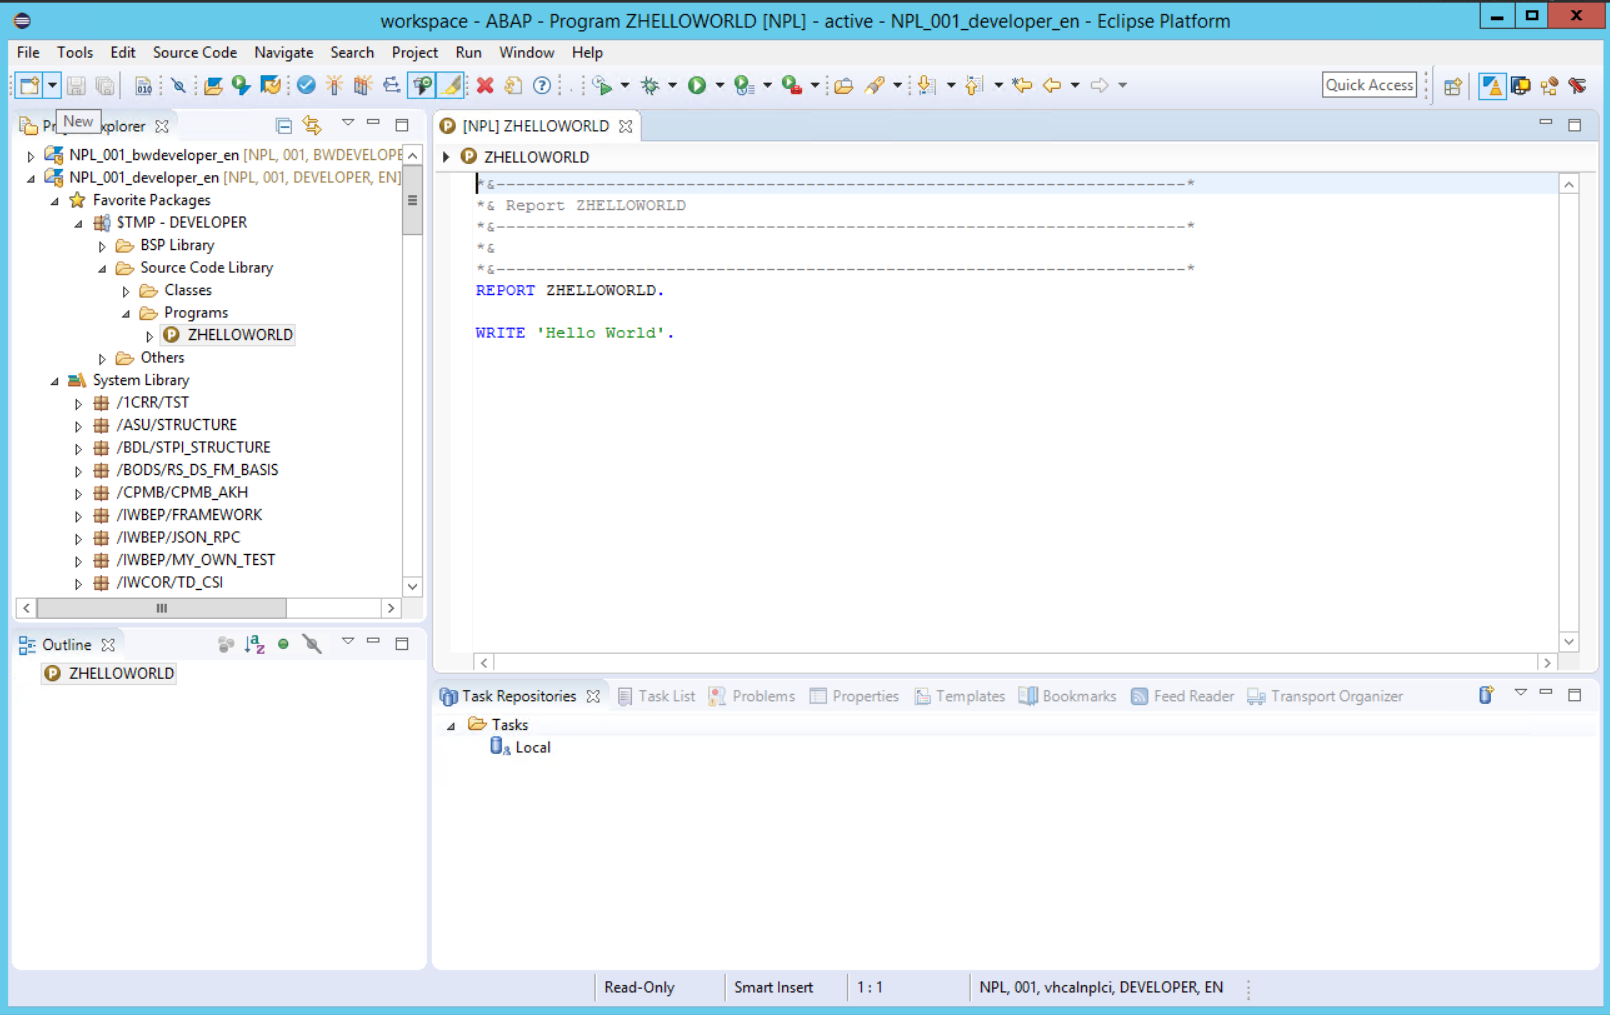 workspace - ABAP - Program ZHELLOWORLD [NPL] - active - NPL_001_developer_en - Eclipse Platform
File Tools Edit Source Code Navigate Search Project Run Window Help
Quick Access
New
xplorer
NPL_001_bwdeveloper_en [NPL, 001, BWDEVELOPE
NPL_001_developer_en [NPL, 001, DEVELOPER, EN]
Favorite Packages
$TMP - DEVELOPER
BSP Library
Source Code Library
Classes
Programs
ZHELLOWORLD
Others
System Library
/1CRR/TST
/ASU/STRUCTURE
/BDL/STPI_STRUCTURE
/BODS/RS_DS_FM_BASIS
/CPMB/CPMB_AKH
/IWBEP/FRAMEWORK
/IWBEP/JSON_RPC
/IWBEP/MY_OWN_TEST
/IWCOR/TD_CSI
Outline
ZHELLOWORLD
[NPL] ZHELLOWORLD
ZHELLOWORLD
*&---------------------------------------------------------------------*
*& Report ZHELLOWORLD
*&---------------------------------------------------------------------*
*&
*&---------------------------------------------------------------------*
REPORT ZHELLOWORLD.
WRITE 'Hello World'.
Task Repositories Task List Problems Properties Templates Bookmarks Feed Reader Transport Organizer
Tasks
Local
Read-Only Smart Insert 1 : 1 NPL, 001, vhcalnplci, DEVELOPER, EN